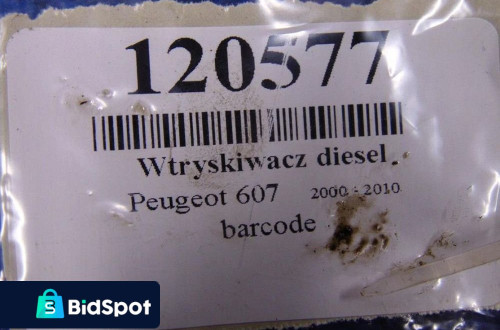 120577
Wtryskiwacz diesel.
Peugeot 607 2000 - 2010
barcode
BidSpot